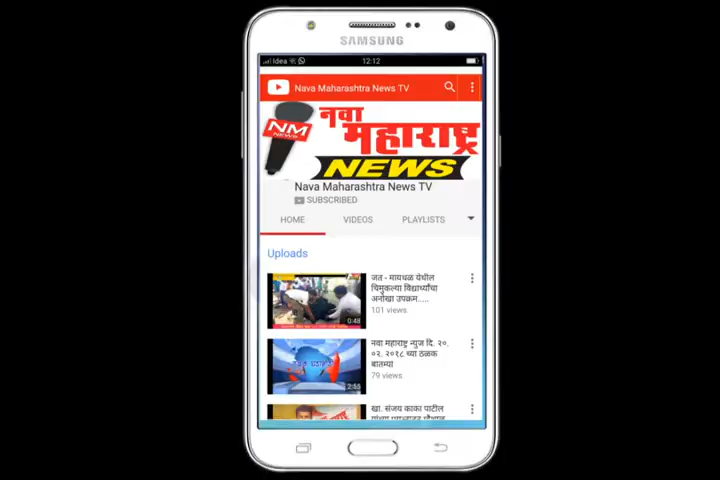 SAMSUNG
Idea
12:12
Nava Maharashtra News TV
NM
NEWS
नवा
महाराष्ट्र
NEWS
Nava Maharashtra News TV
SUBSCRIBED
HOME VIDEOS PLAYLISTS
Uploads
जत - मायथळ येथील
चिमुकल्या विद्यार्थ्यांचा
अनोखा उपक्रम.....
101 views
0:48
नवा महाराष्ट्र न्युज दि. २०.
०२. २०१८ च्या ठळक
बातम्या
79 views
2:55
खा. संजय काका पाटील